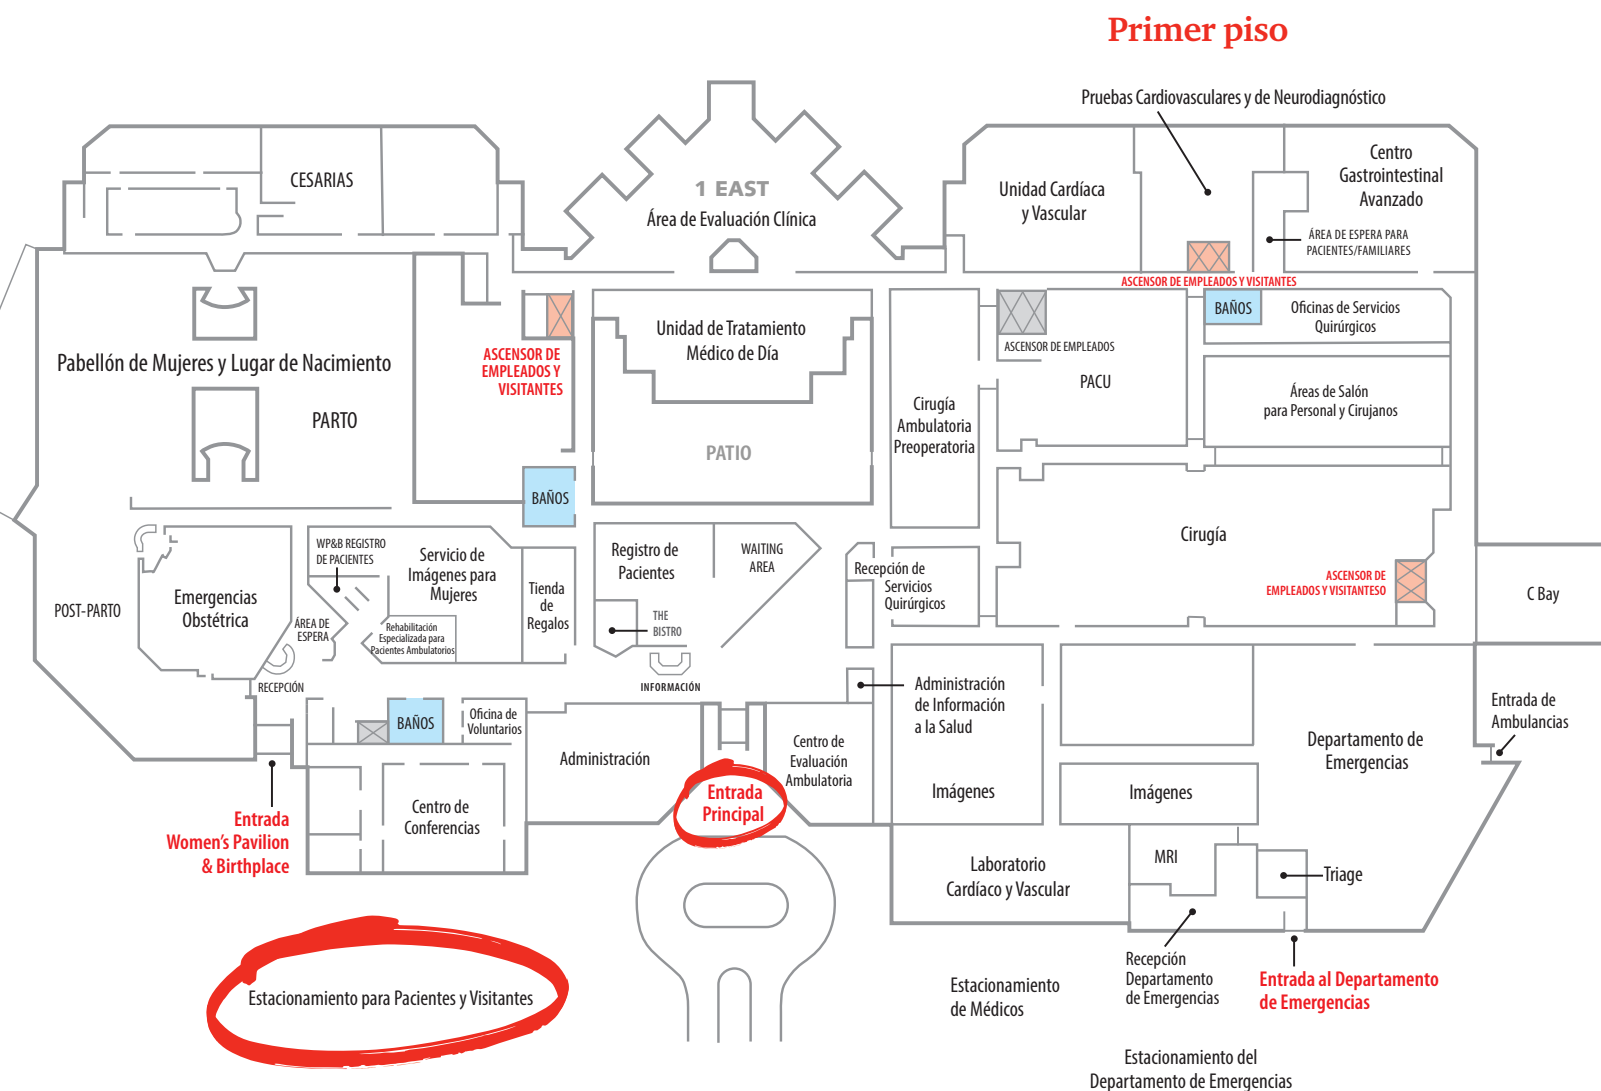 Primer piso
Pruebas Cardiovasculares y de Neurodiagnóstico
CESARIAS
1 EAST
Área de Evaluación Clínica
Unidad Cardíaca
y Vascular
Centro
Gastrointestinal
Avanzado
ÁREA DE ESPERA PARA
PACIENTES/FAMILIARES
ASCENSOR DE EMPLEADOS Y VISITANTES
BAÑOS
Oficinas de Servicios
Quirúrgicos
Pabellón de Mujeres y Lugar de Nacimiento
PARTO
ASCENSOR DE
EMPLEADOS Y
VISITANTES
Unidad de Tratamiento
Médico de Día
PATIO
ASCENSOR DE EMPLEADOS
PACU
Áreas de Salón
para Personal y Cirujanos
Cirugía
Ambulatoria
Preoperatoria
BAÑOS
Cirugía
WP&B REGISTRO
DE PACIENTES
Servicio de
Imágenes para
Mujeres
Registro de
Pacientes
WAITING
AREA
Recepción de
Servicios
Quirúrgicos
ASCENSOR DE
EMPLEADOS Y VISITANTESO
C Bay
POST-PARTO
Emergencias
Obstétrica
ÁREA DE
ESPERA
Rehabilitación
Especializada para
Pacientes Ambulatorios
Tienda
de
Regalos
THE
BISTRO
INFORMACIÓN
RECEPCIÓN
BAÑOS
Oficina de
Voluntarios
Administración
Centro de
Evaluación
Ambulatoria
Administración
de Información
a la Salud
Imágenes
Imágenes
Departamento de
Emergencias
Entrada de
Ambulancias
Entrada
Women's Pavilion
& Birthplace
Centro de
Conferencias
Entrada
Principal
Laboratorio
Cardíaco y Vascular
MRI
Triage
Estacionamiento para Pacientes y Visitantes
Estacionamiento
de Médicos
Recepción
Departamento
de Emergencias
Entrada al Departamento
de Emergencias
Estacionamiento del
Departamento de Emergencias